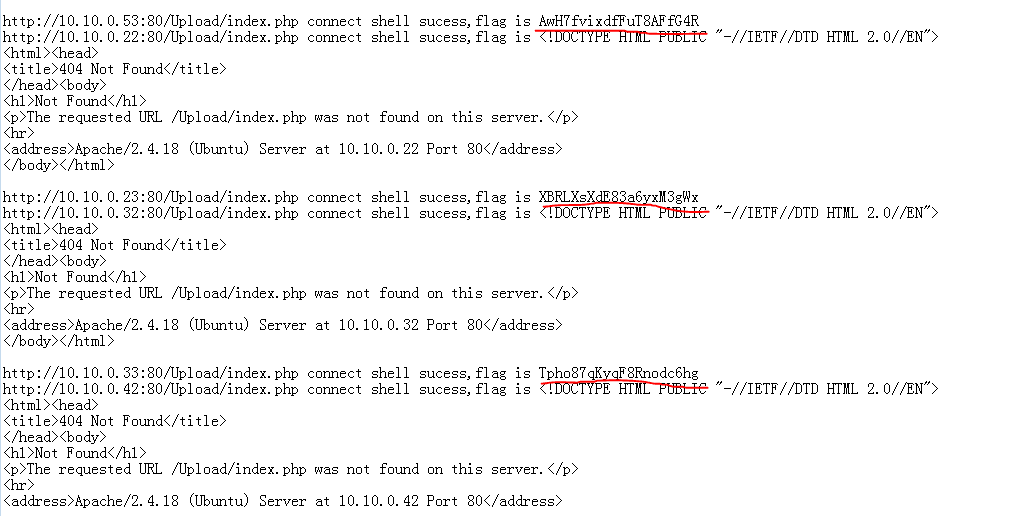 http://10.10.0.53:80/Upload/index.php connect shell sucess,flag is AwH7fvixdfFuT8AFfG4R
http://10.10.0.22:80/Upload/index.php connect shell sucess,flag is <!DOCTYPE HTML PUBLIC "-//IETF//DTD HTML 2.0//EN">
<html><head>
<title>404 Not Found</title>
</head><body>
<h1>Not Found</h1>
<p>The requested URL /Upload/index.php was not found on this server.</p>
<hr>
<address>Apache/2.4.18 (Ubuntu) Server at 10.10.0.22 Port 80</address>
</body></html>
http://10.10.0.23:80/Upload/index.php connect shell sucess,flag is XBRLXsXdE83a6yxM3gWx
http://10.10.0.32:80/Upload/index.php connect shell sucess,flag is <!DOCTYPE HTML PUBLIC "-//IETF//DTD HTML 2.0//EN">
<html><head>
<title>404 Not Found</title>
</head><body>
<h1>Not Found</h1>
<p>The requested URL /Upload/index.php was not found on this server.</p>
<hr>
<address>Apache/2.4.18 (Ubuntu) Server at 10.10.0.32 Port 80</address>
</body></html>
http://10.10.0.33:80/Upload/index.php connect shell sucess,flag is Tpho87qKyqF8Rnodc6hg
http://10.10.0.42:80/Upload/index.php connect shell sucess,flag is <!DOCTYPE HTML PUBLIC "-//IETF//DTD HTML 2.0//EN">
<html><head>
<title>404 Not Found</title>
</head><body>
<h1>Not Found</h1>
<p>The requested URL /Upload/index.php was not found on this server.</p>
<hr>
<address>Apache/2.4.18 (Ubuntu) Server at 10.10.0.42 Port 80</address>